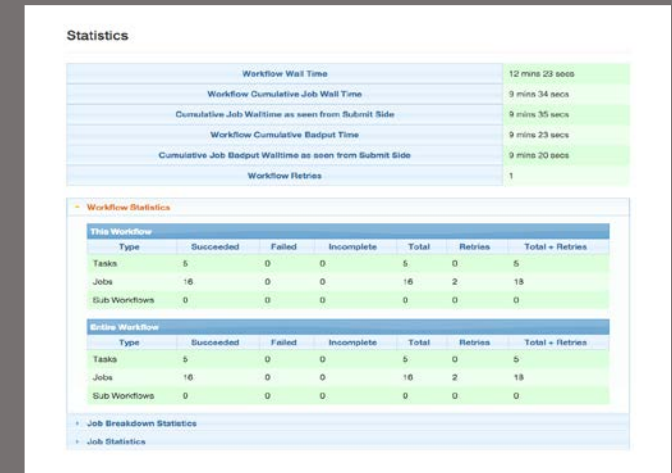 Statistics
Workflow Wall Time 12 mins 23 secs
Workflow Cumulative Job Wall Time 9 mins 34 secs
Cumulative Job Walltime as seen from Submit Side 9 mins 35 secs
Workflow Cumulative Badput Time 9 mins 23 secs
Cumulative Job Badput Walltime as seen from Submit Side 9 mins 20 secs
Workflow Retries 1
Workflow Statistics
This Workflow
Type Succeeded Failed Incomplete Total Retries Total + Retries
Tasks 5 0 0 5 0 5
Jobs 16 0 0 16 2 18
Sub Workflows 0 0 0 0 0 0
Entire Workflow
Type Succeeded Failed Incomplete Total Retries Total + Retries
Tasks 5 0 0 5 0 5
Jobs 16 0 0 16 2 18
Sub Workflows 0 0 0 0 0 0
Job Breakdown Statistics
Job Statistics